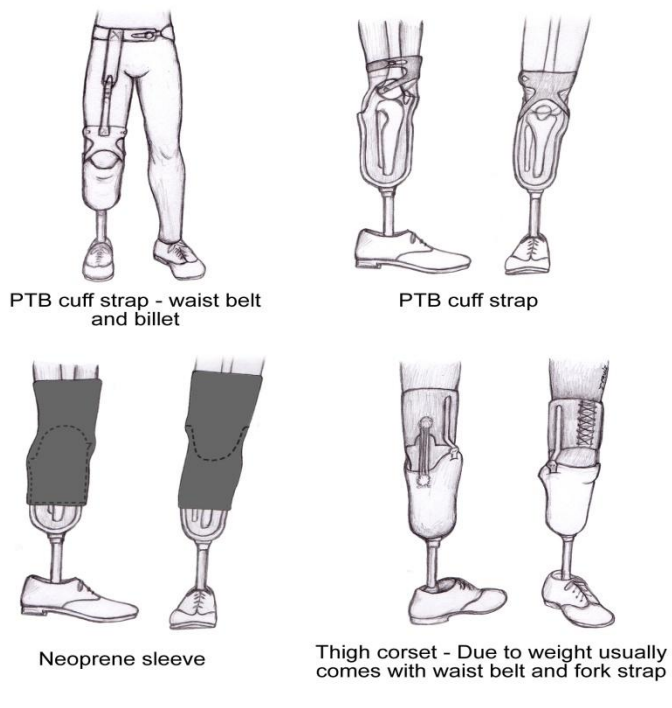 PTB cuff strap - waist belt
and billet
PTB cuff strap
Neoprene sleeve
Thigh corset - Due to weight usually
comes with waist belt and fork strap